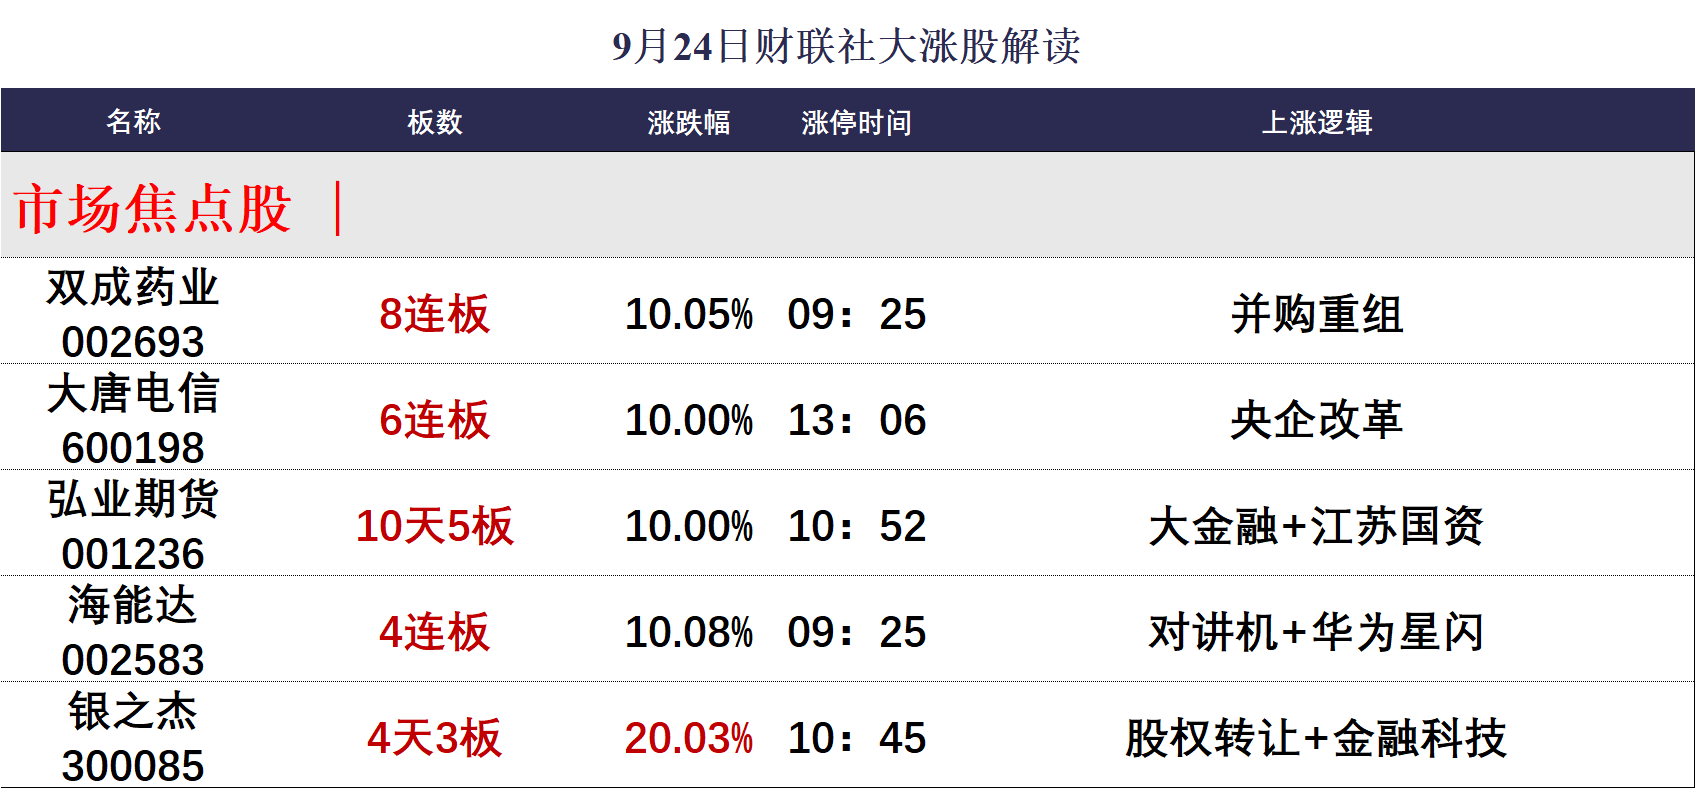 9月24日财联社大涨股解读
名称 板数 涨跌幅 涨停时间 上涨逻辑
市场焦点股 ｜
双成药业
002693 8连板 10.05% 09：25 并购重组
大唐电信
600198 6连板 10.00% 13：06 央企改革
弘业期货
001236 10天5板 10.00% 10：52 大金融+江苏国资
海能达
002583 4连板 10.08% 09：25 对讲机+华为星闪
银之杰
300085 4天3板 20.03% 10：45 股权转让+金融科技